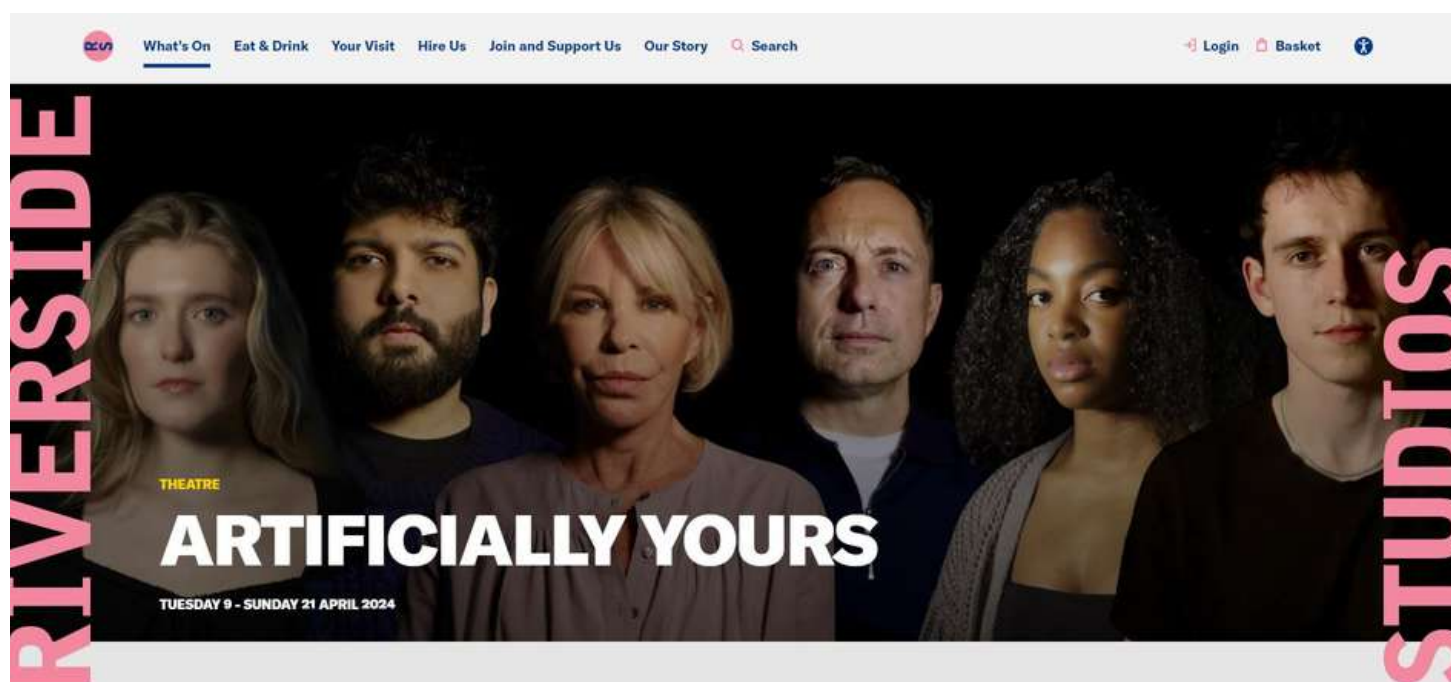 RS
What's On Eat & Drink Your Visit Hire Us Join and Support Us Our Story Search Login Basket
RIVERSIDE
THEATRE
ARTIFICIALLY YOURS
TUESDAY 9 - SUNDAY 21 APRIL 2024
STUDIOS